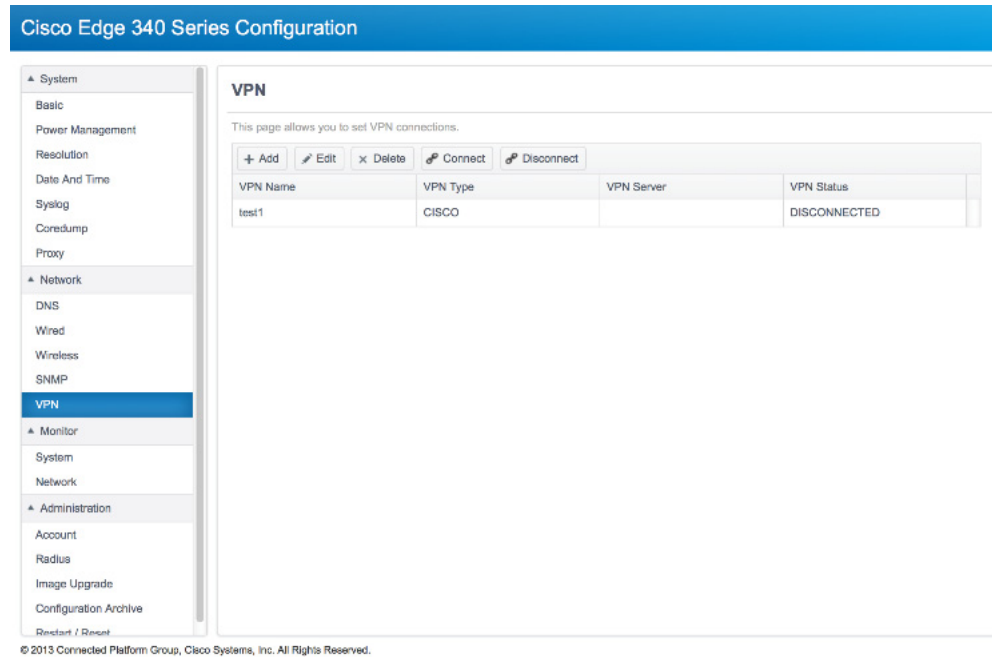 Cisco Edge 340 Series Configuration
System
Basic
Power Management
Resolution
Date And Time
Syslog
Coredump
Proxy
Network
DNS
Wired
Wireless
SNMP
VPN
Monitor
System
Network
Administration
Account
Radius
Image Upgrade
Configuration Archive
Restart / Reset
VPN
This page allows you to set VPN connections.
+ Add Edit × Delete Connect Disconnect
VPN Name VPN Type VPN Server VPN Status
test1 CISCO DISCONNECTED
© 2013 Connected Platform Group, Cisco Systems, Inc. All Rights Reserved.